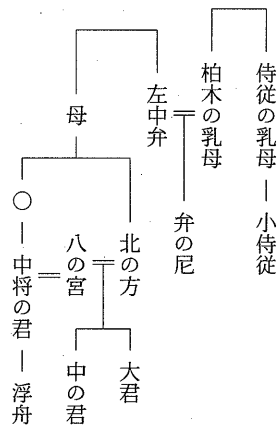 侍従の乳母
小侍従
柏木の乳母
左中弁
弁の尼
母
北の方
八の宮
大君
中の君
○
中将の君
浮舟